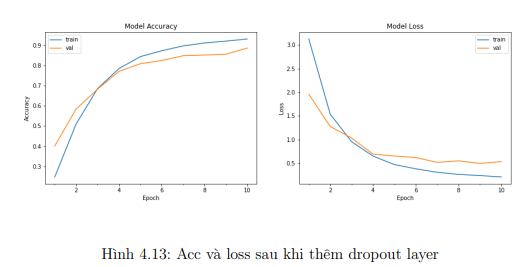 Model Accuracy
train
val
0.9
0.8
0.7
0.6
0.5
0.4
0.3
Accuracy
2
4
6
8
10
Epoch
Model Loss
train
val
3.0
2.5
2.0
1.5
1.0
0.5
Loss
2
4
6
8
10
Epoch
Hình 4.13: Acc và loss sau khi thêm dropout layer